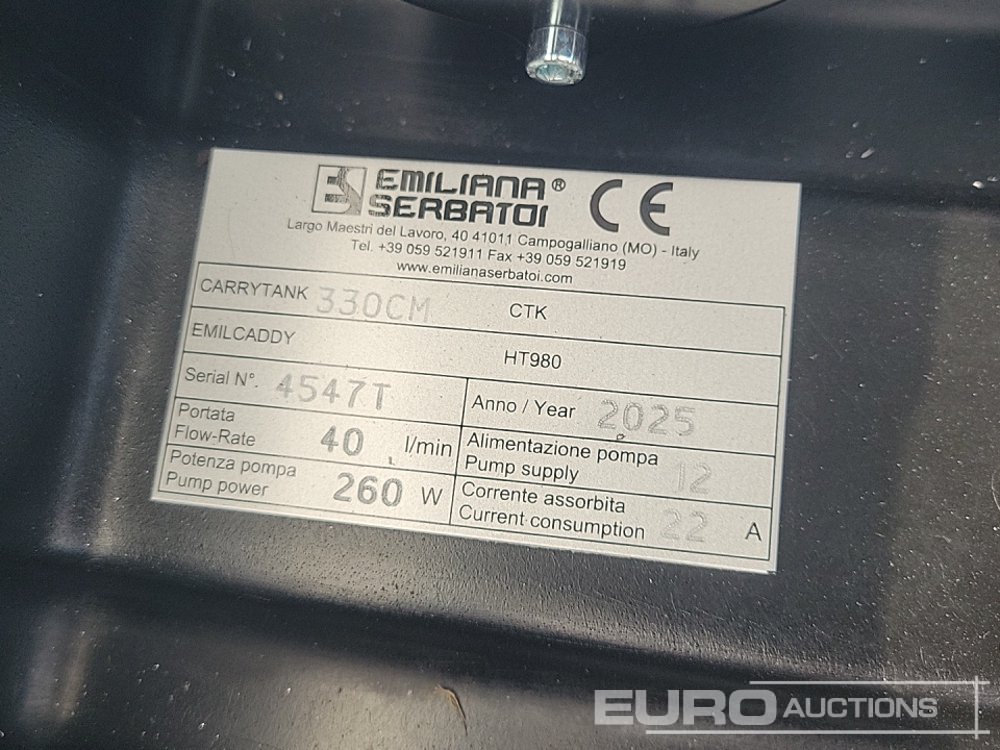 EMILIANA®
SERBATOI
CE
Largo Maestri del Lavoro, 40 41011 Campogalliano (MO) - Italy
Tel. +39 059 521911 Fax +39 059 521919
www.emilianaserbatoi.com
CARRYTANK 330CM CTK
EMILCADDY HT980
Serial N°. 4547T
Anno / Year 2025
Portata
Flow-Rate 40 l/min
Alimentazione pompa
Pump supply 12
Potenza pompa
Pump power 260 W
Corrente assorbita
Current consumption 22 A
EURO AUCTIONS